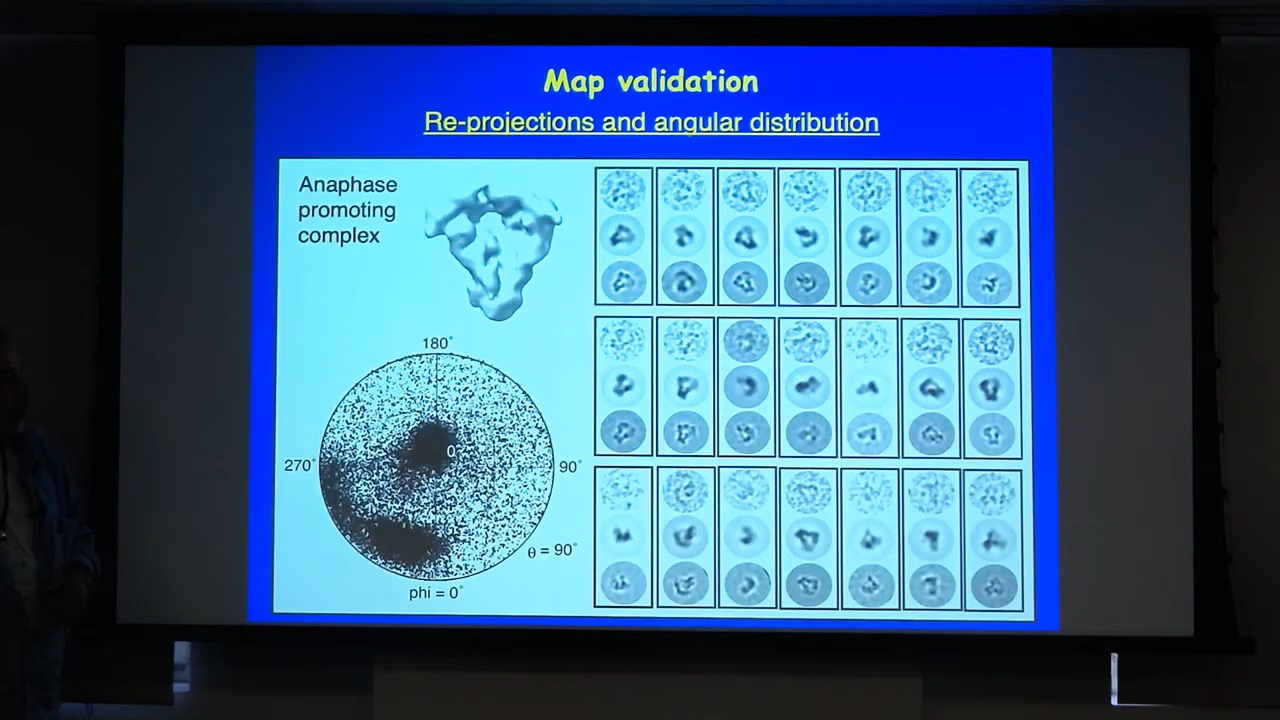 Map validation
Re-projections and angular distribution
Anaphase
promoting
complex
180°
0
270°
90°
θ = 90°
phi = 0°